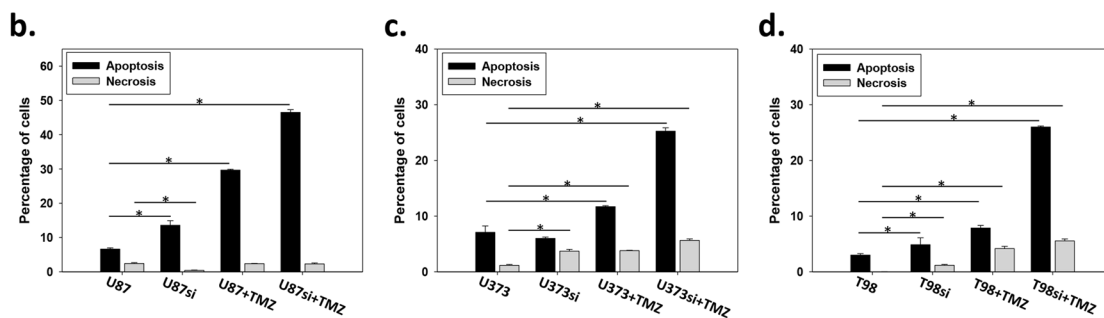 b.
Percentage of cells
60
50
40
30
20
10
0
Apoptosis
Necrosis
*
*
*
*
U87
U87si
U87+TMZ
U87si+TMZ
c.
Percentage of cells
40
30
20
10
0
Apoptosis
Necrosis
*
*
*
*
*
U373
U373si
U373+TMZ
U373si+TMZ
d.
Percentage of cells
40
30
20
10
0
Apoptosis
Necrosis
*
*
*
*
*
*
T98
T98si
T98+TMZ
T98si+TMZ